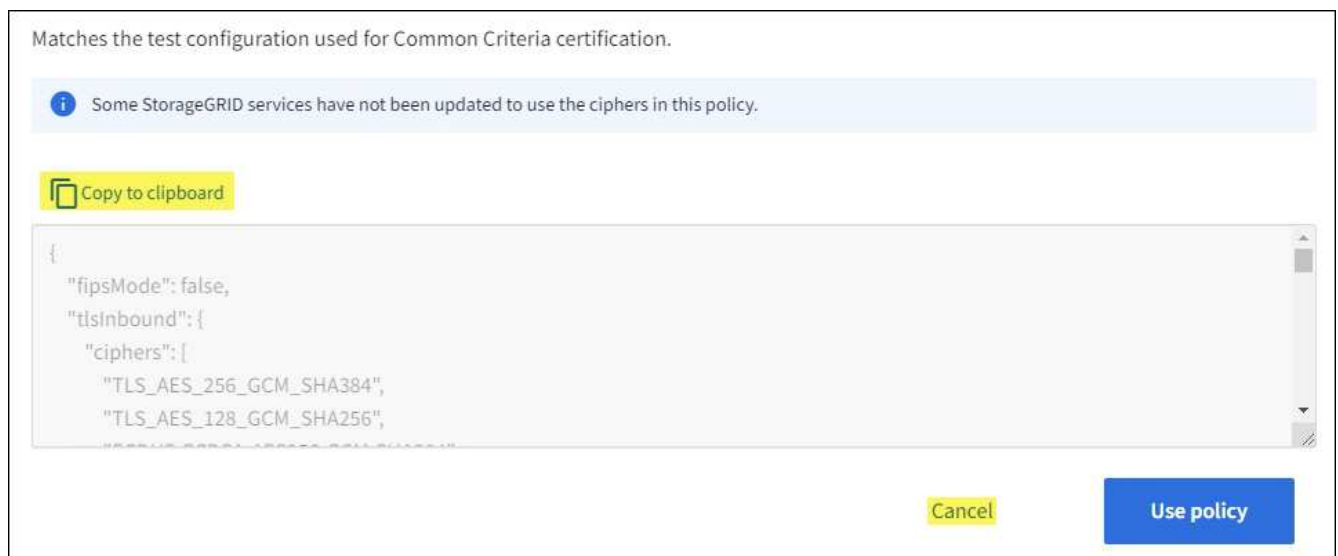 Matches the test configuration used for Common Criteria certification.
Some StorageGRID services have not been updated to use the ciphers in this policy.
Copy to clipboard
{
"fipsMode": false,
"tlsInbound": {
"ciphers": [
"TLS_AES_256_GCM_SHA384",
"TLS_AES_128_GCM_SHA256",
Cancel
Use policy